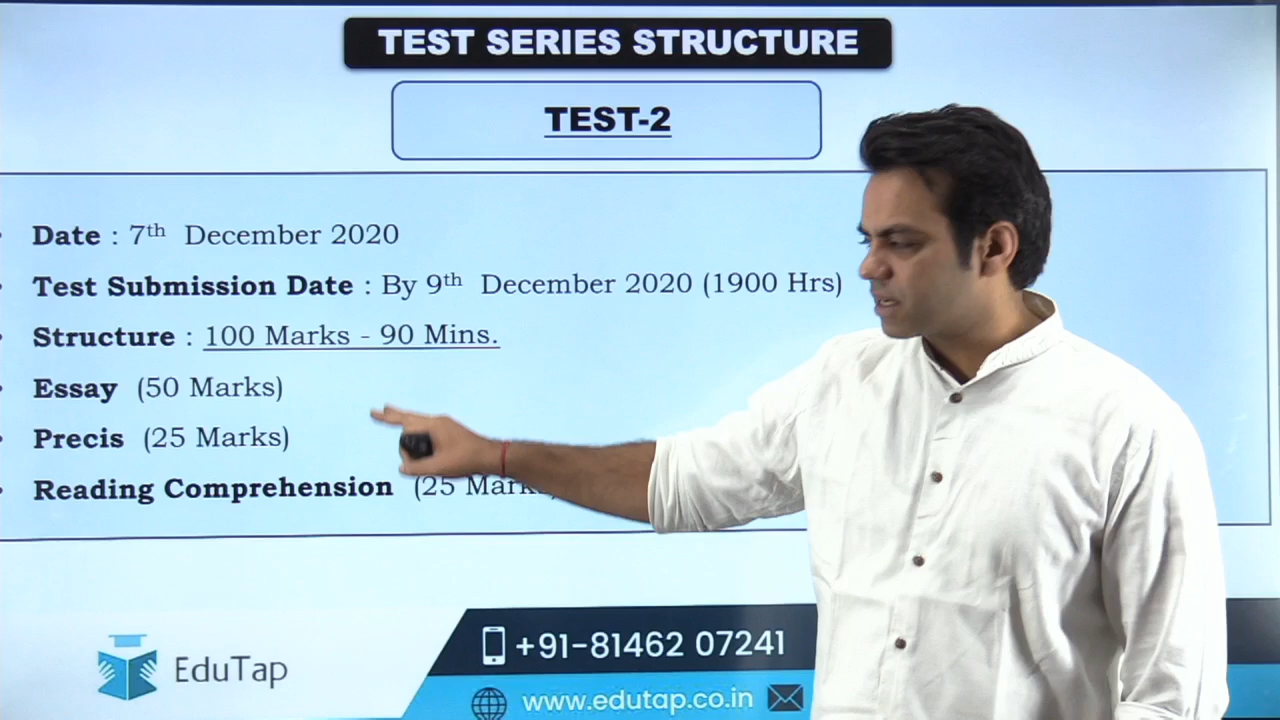 TEST SERIES STRUCTURE
TEST-2
Date : 7th December 2020
Test Submission Date : By 9th December 2020 (1900 Hrs)
Structure : 100 Marks - 90 Mins.
Essay (50 Marks)
Precis (25 Marks)
Reading Comprehension (25 Marks)
EduTap
+91-81462 07241
www.edutap.co.in